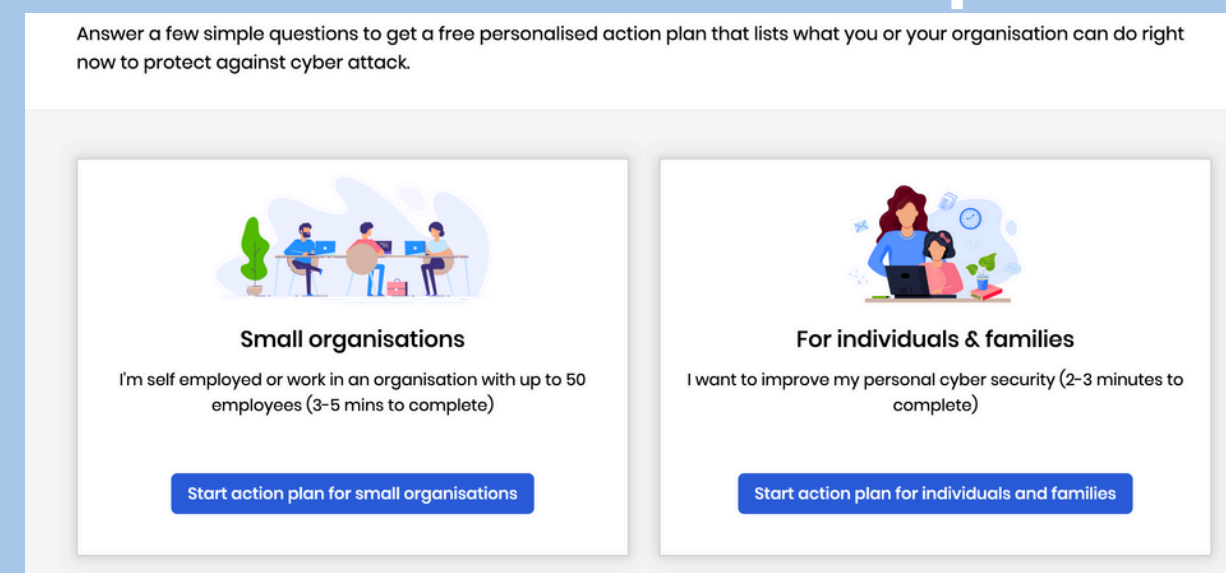 Answer a few simple questions to get a free personalised action plan that lists what you or your organisation can do right
now to protect against cyber attack.
Small organisations
I'm self employed or work in an organisation with up to 50
employees (3-5 mins to complete)
Start action plan for small organisations
For individuals & families
I want to improve my personal cyber security (2-3 minutes to
complete)
Start action plan for individuals and families